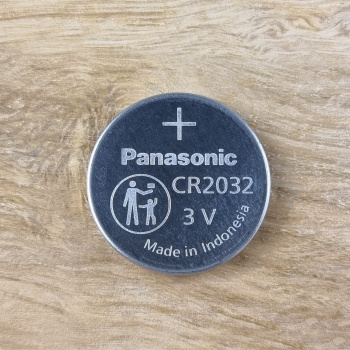 +
Panasonic
CR2032
3 V
Made in Indonesia